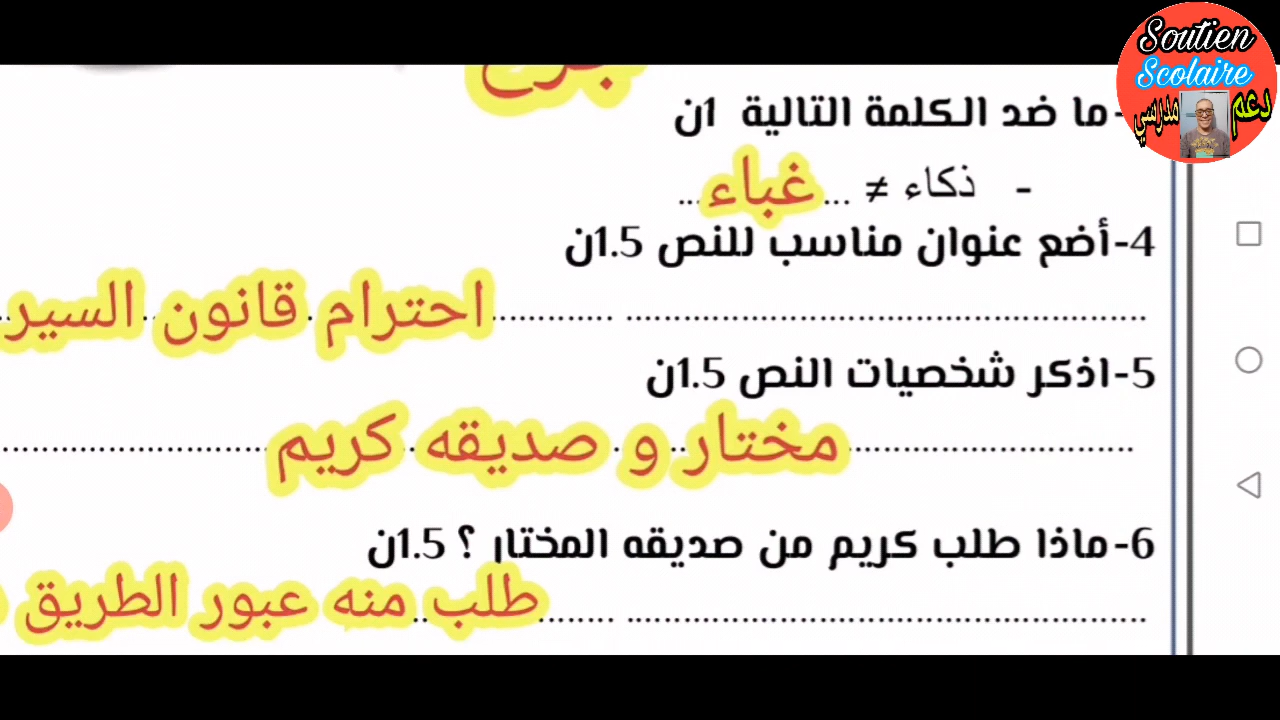 Soutien
Scolaire
دعم مدرسي
-ما ضد الكلمة التالية 1ن
- ذكاء ≠ ...غباء...
4-أضع عنوان مناسب للنص 1.5ن
احترام قانون السير
5-اذكر شخصيات النص 1.5ن
مختار و صديقه كريم
6-ماذا طلب كريم من صديقه المختار ؟ 1.5ن
طلب منه عبور الطريق